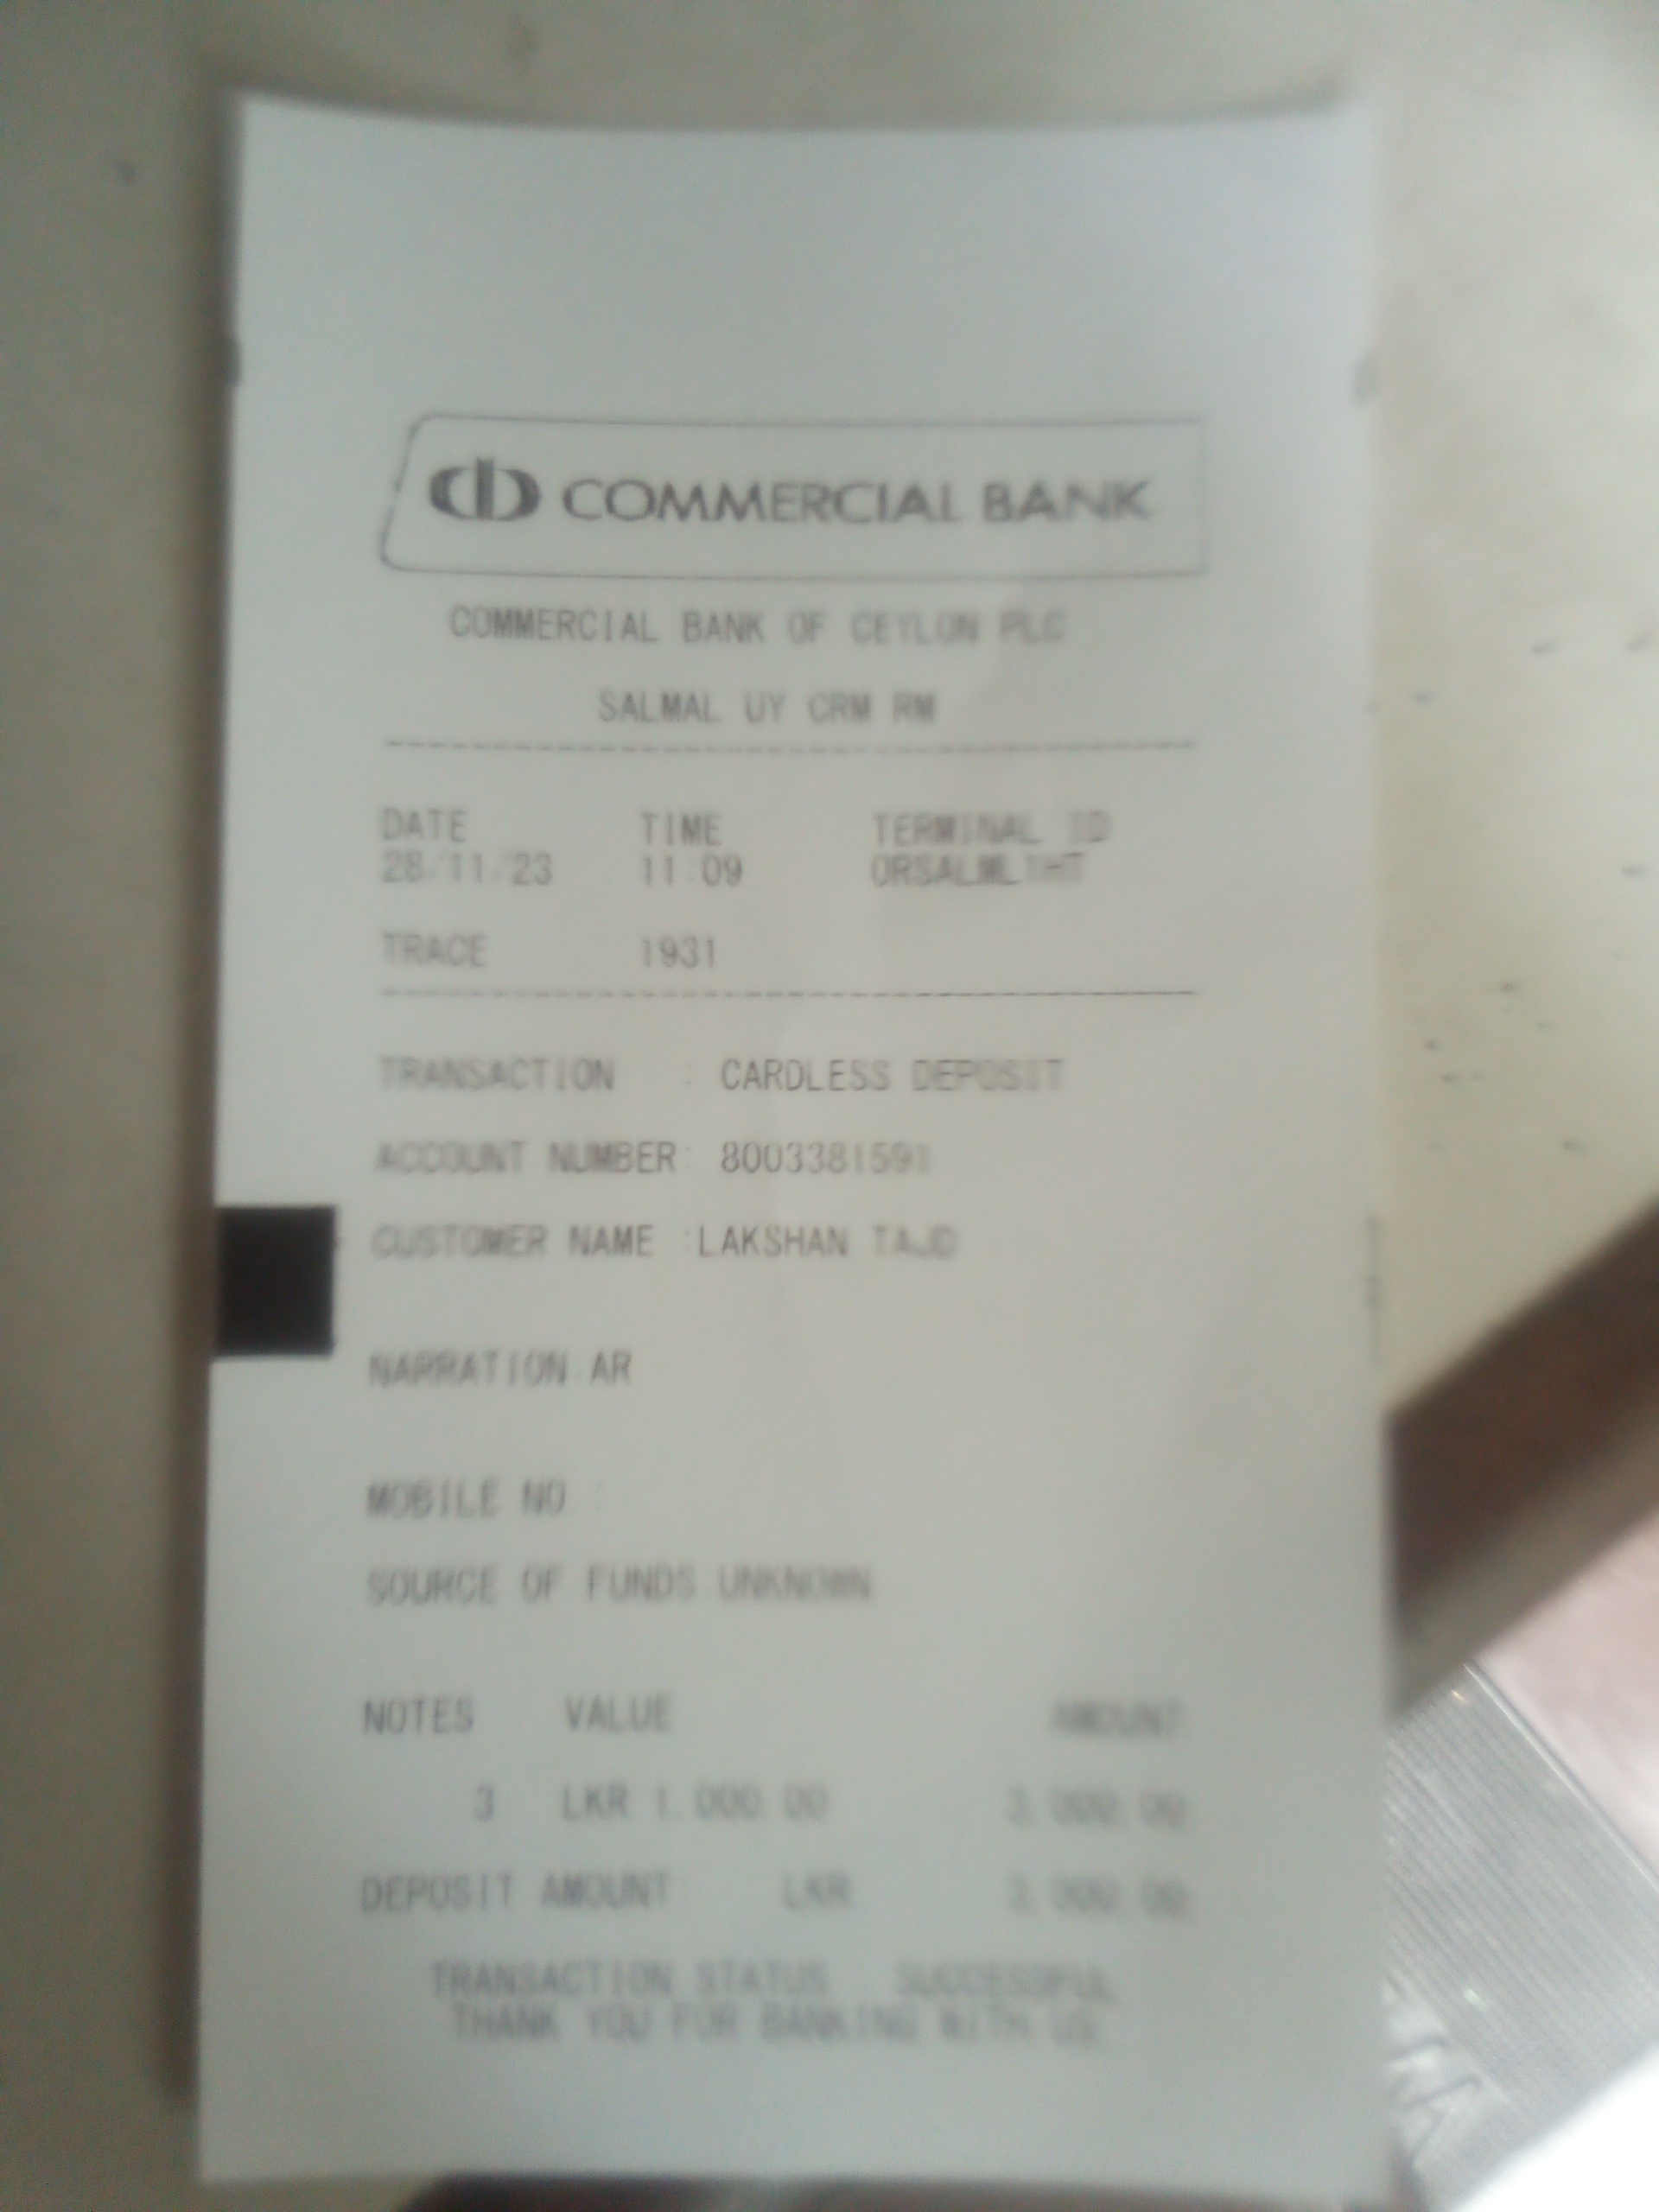 COMMERCIAL BANK
COMMERCIAL BANK OF CEYLON PLC
SALMAL UY CRM RM
DATE TIME TERMINAL ID
28/11/23 11:09 ORSALML1HT
TRACE 1931
TRANSACTION : CARDLESS DEPOSIT
ACCOUNT NUMBER: 8003381591
CUSTOMER NAME :LAKSHAN TAJD
NARRATION:AR
MOBILE NO :
SOURCE OF FUNDS:UNKNOWN
NOTES VALUE AMOUNT
3 LKR 1,000.00 3,000.00
DEPOSIT AMOUNT: LKR 3,000.00
TRANSACTION STATUS : SUCCESSFUL
THANK YOU FOR BANKING WITH US